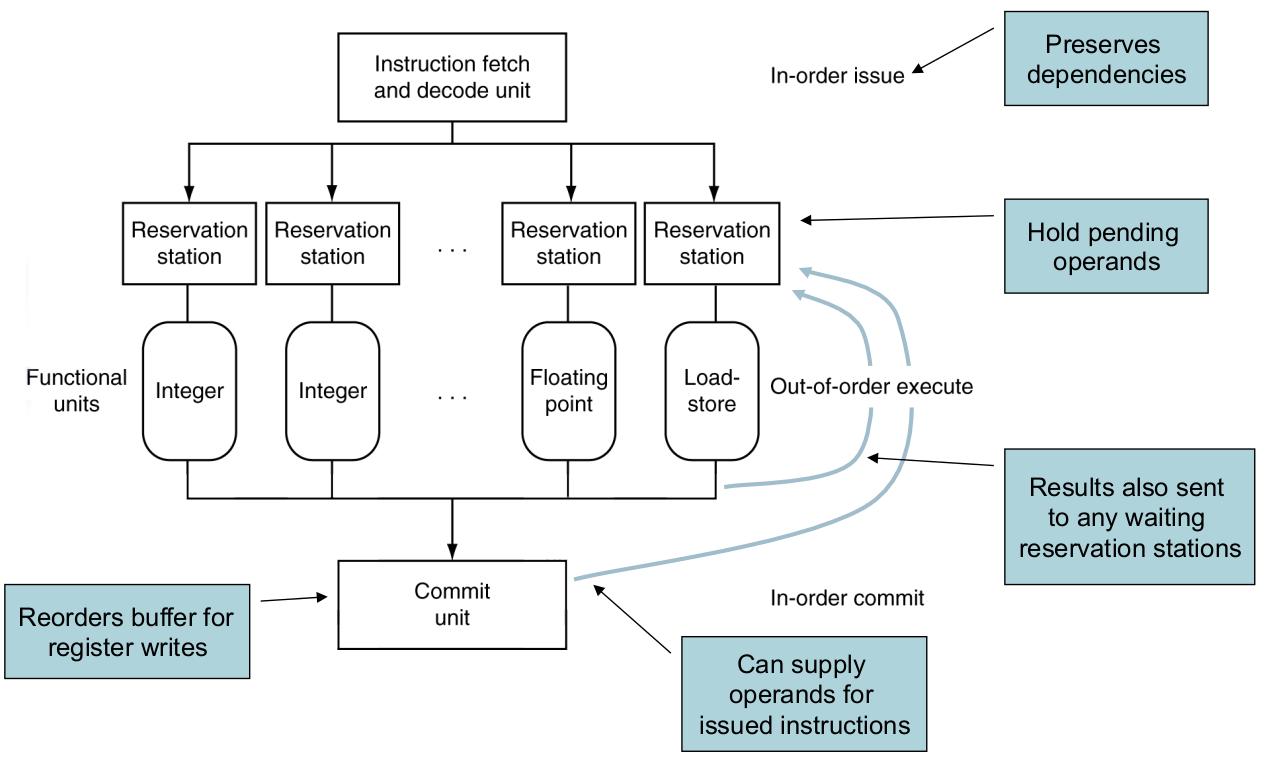 Instruction fetch
and decode unit
In-order issue
Preserves
dependencies
Reservation
station
Reservation
station
. . .
Reservation
station
Reservation
station
Hold pending
operands
Functional
units
Integer
Integer
. . .
Floating
point
Load-
store
Out-of-order execute
Results also sent
to any waiting
reservation stations
Commit
unit
In-order commit
Reorders buffer for
register writes
Can supply
operands for
issued instructions